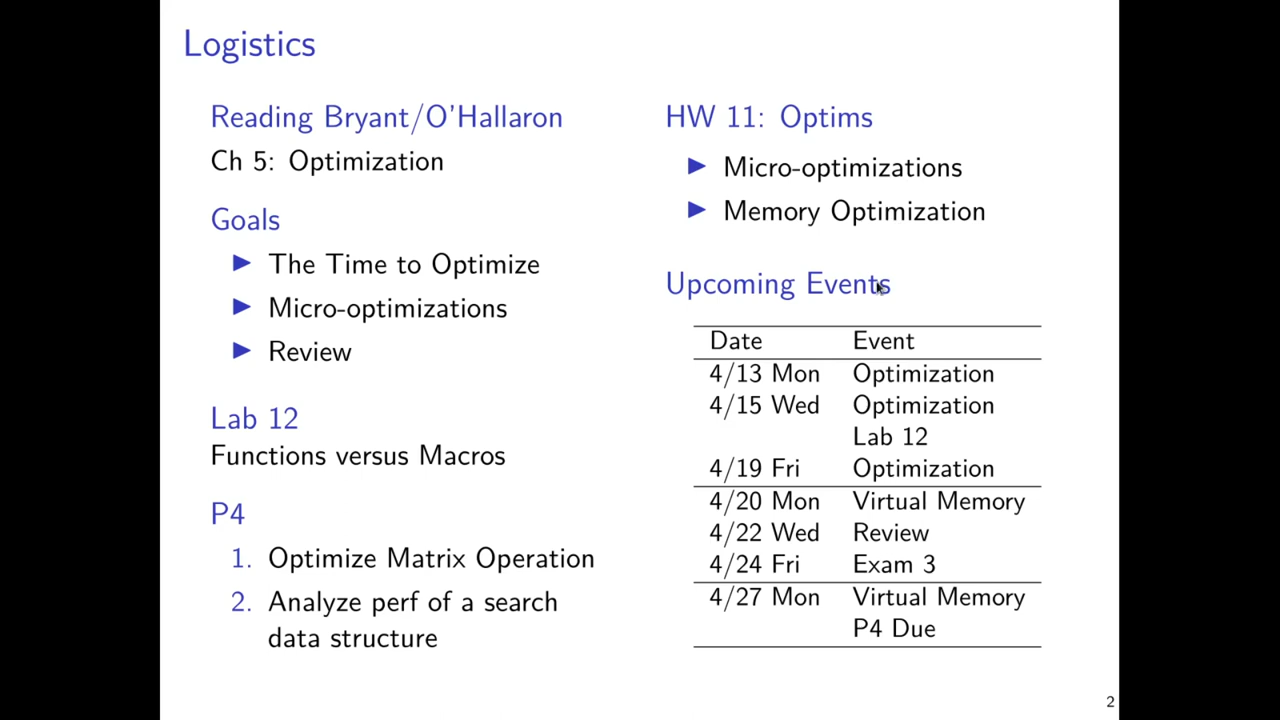 Logistics
Reading Bryant/O'Hallaron
Ch 5: Optimization
Goals
▶ The Time to Optimize
▶ Micro-optimizations
▶ Review
Lab 12
Functions versus Macros
P4
1. Optimize Matrix Operation
2. Analyze perf of a search
data structure
HW 11: Optims
▶ Micro-optimizations
▶ Memory Optimization
Upcoming Events
Date Event
4/13 Mon Optimization
4/15 Wed Optimization
Lab 12
4/19 Fri Optimization
4/20 Mon Virtual Memory
4/22 Wed Review
4/24 Fri Exam 3
4/27 Mon Virtual Memory
P4 Due
2